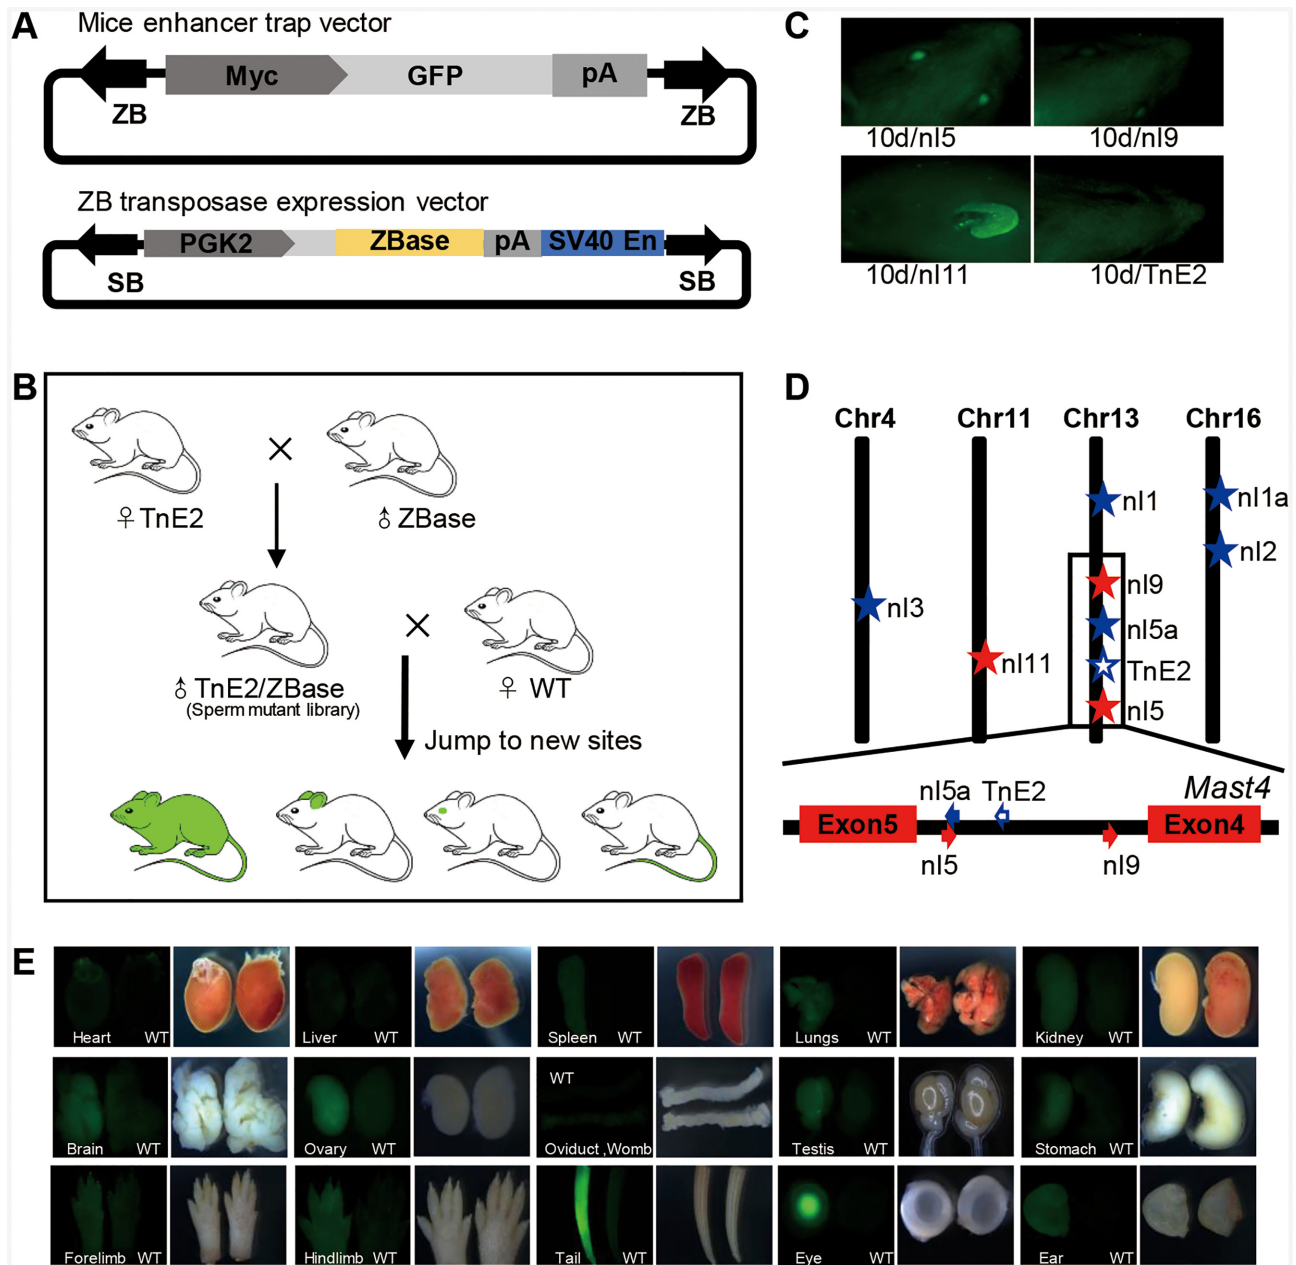 A
Mice enhancer trap vector
Myc GFP pA
ZB ZB
ZB transposase expression vector
PGK2 ZBase pA SV40 En
SB SB
C
10d/nl5 10d/nl9
10d/nl11 10d/TnE2
B
♀ TnE2 × ♂ ZBase
♂ TnE2/ZBase × ♀ WT
(Sperm mutant library)
Jump to new sites
D
Chr4 Chr11 Chr13 Chr16
nl1 nl1a
nl2
nl9
nl3 nl5a
nl11 TnE2
nl5
Mast4
nl5a TnE2
Exon5 Exon4
nl5 nl9
E
Heart WT Liver WT Spleen WT Lungs WT Kidney WT
WT
Brain WT Ovary WT Oviduct ,Womb Testis WT Stomach WT
Forelimb WT Hindlimb WT Tail WT Eye WT Ear WT